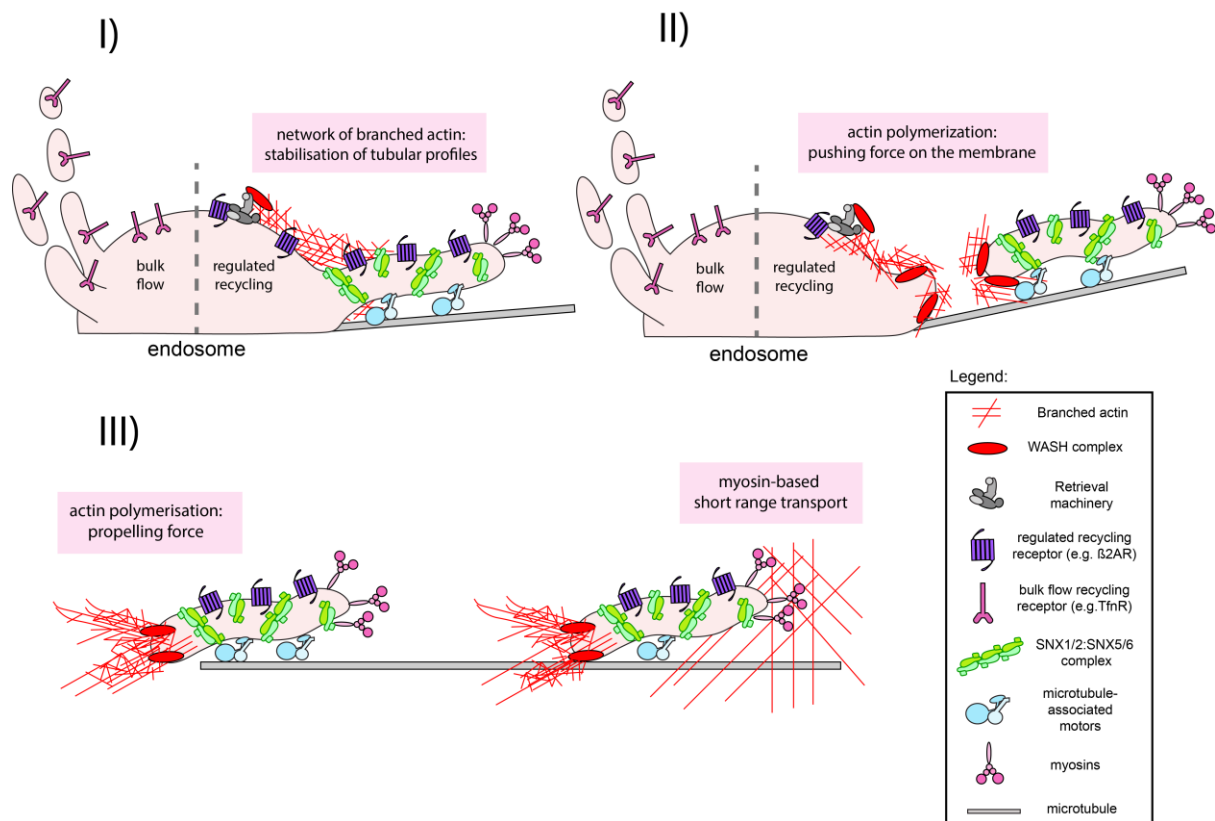 I)
network of branched actin:
stabilisation of tubular profiles
bulk
flow
regulated
recycling
endosome
II)
actin polymerization:
pushing force on the membrane
bulk
flow
regulated
recycling
endosome
III)
actin polymerisation:
propelling force
myosin-based
short range transport
Legend:
Branched actin
WASH complex
Retrieval
machinery
regulated recycling
receptor (e.g. ß2AR)
bulk flow recycling
receptor (e.g.TfnR)
SNX1/2:SNX5/6
complex
microtubule-
associated
motors
myosins
microtubule